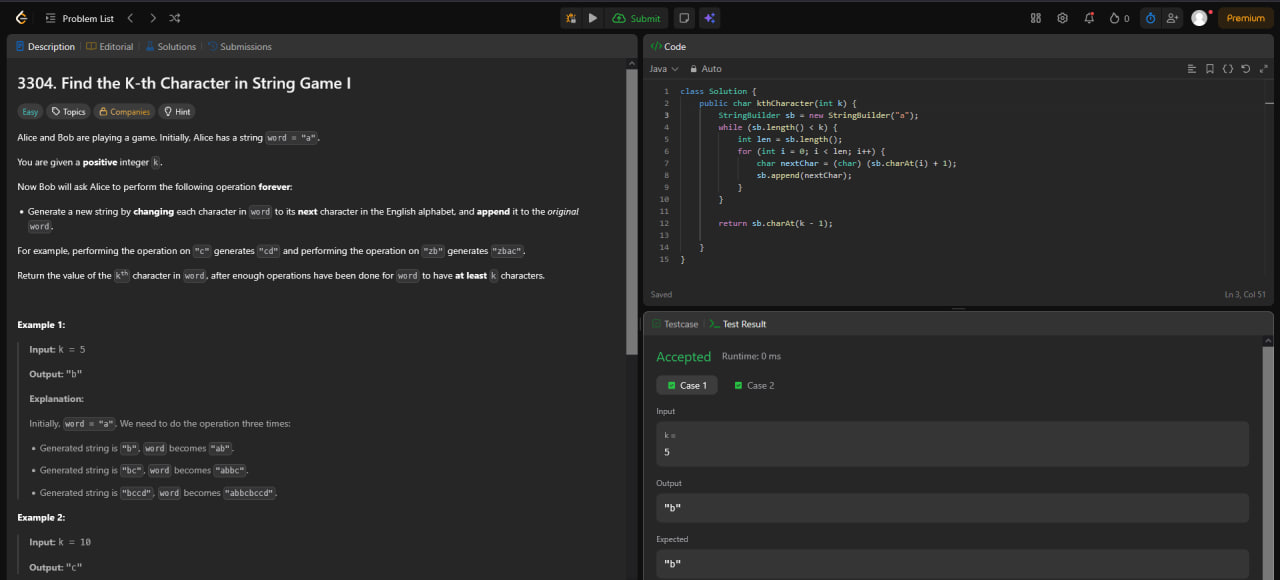 Problem List
Submit
0
Premium
Description
Editorial
Solutions
Submissions
3304. Find the K-th Character in String Game I
Easy
Topics
Companies
Hint
Alice and Bob are playing a game. Initially, Alice has a string word = "a".
You are given a positive integer k.
Now Bob will ask Alice to perform the following operation forever:
• Generate a new string by changing each character in word to its next character in the English alphabet, and append it to the original
word.
For example, performing the operation on "c" generates "cd" and performing the operation on "zb" generates "zbac".
Return the value of the kth character in word, after enough operations have been done for word to have at least k characters.
Example 1:
Input: k = 5
Output: "b"
Explanation:
Initially, word = "a". We need to do the operation three times:
• Generated string is "b", word becomes "ab".
• Generated string is "bc", word becomes "abbc".
• Generated string is "bccd", word becomes "abbcbccd".
Example 2:
Input: k = 10
Output: "c"
</> Code
Java
Auto
1 class Solution {
2 public char kthCharacter(int k) {
3 StringBuilder sb = new StringBuilder("a");
4 while (sb.length() < k) {
5 int len = sb.length();
6 for (int i = 0; i < len; i++) {
7 char nextChar = (char) (sb.charAt(i) + 1);
8 sb.append(nextChar);
9 }
10 }
11
12 return sb.charAt(k - 1);
13
14 }
15 }
Saved
Ln 3, Col 51
Testcase
>_ Test Result
Accepted
Runtime: 0 ms
Case 1
Case 2
Input
k =
5
Output
"b"
Expected
"b"